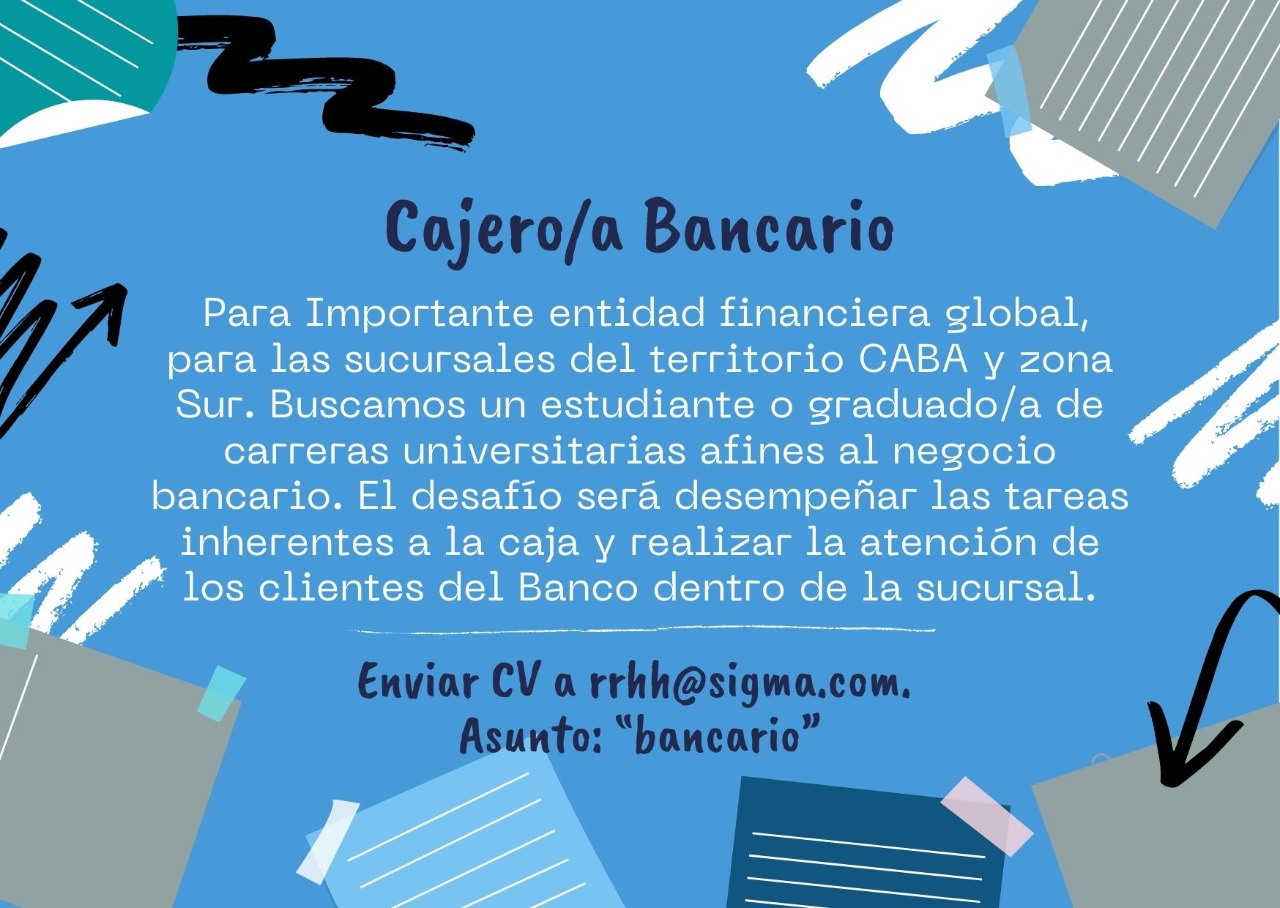 Cajero/a Bancario
Para Importante entidad financiera global,
para las sucursales del territorio CABA y zona
Sur. Buscamos un estudiante o graduado/a de
carreras universitarias afines al negocio
bancario. El desafío será desempeñar las tareas
inherentes a la caja y realizar la atención de
los clientes del Banco dentro de la sucursal.
Enviar CV a rrhh@sigma.com.
Asunto: “bancario”